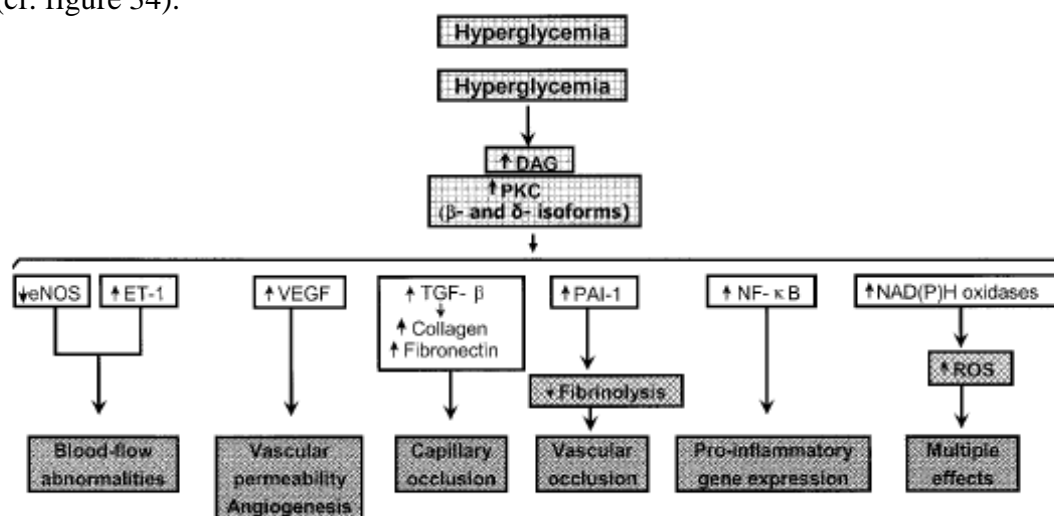 (cf. figure 34).
Hyperglycemia
Hyperglycemia
↑DAG
↑PKC
(β- and δ- isoforms)
↓eNOS
↑ET-1
↑VEGF
↑TGF- β
↑Collagen
↑Fibronectin
↑PAI-1
↑NF- κB
↑NAD(P)H oxidases
↓Fibrinolysis
↑ROS
Blood-flow
abnormalities
Vascular
permeability
Angiogenesis
Capillary
occlusion
Vascular
occlusion
Pro-inflammatory
gene expression
Multiple
effects